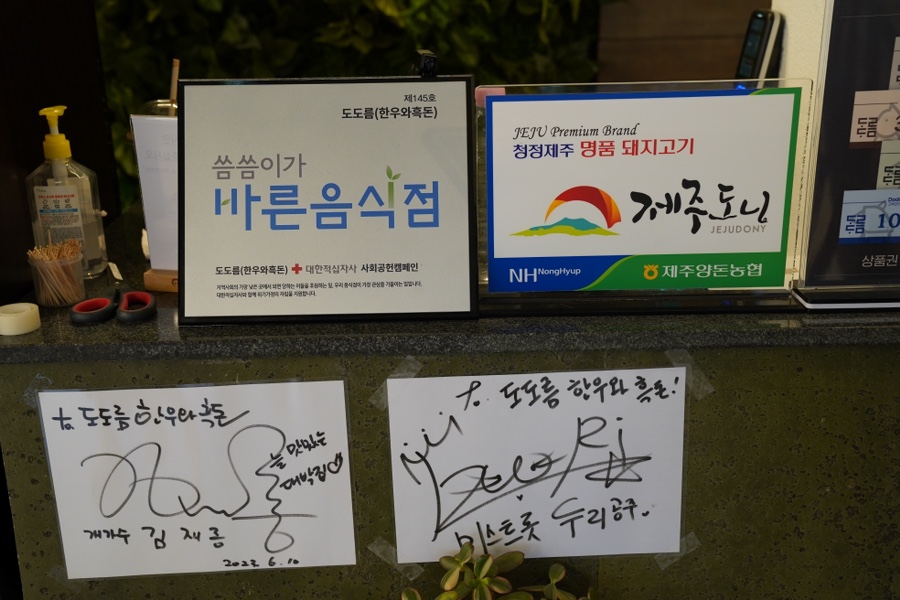 제145호
도도름(한우와흑돈)
씀씀이가
바른음식점
도도름(한우와흑돈) 대한적십자사 사회공헌캠페인
JEJU Premium Brand
청정제주 명품 돼지고기
제주도니
JEJUDONY
NH NongHyup 제주양돈농협
10
상품권
도도름 한우와 흑돈
늘 맛있는
대박집♡
개가수 김재롱
2023.6.10
도도름 한우와 흑돈!
미스트롯 두리공주.